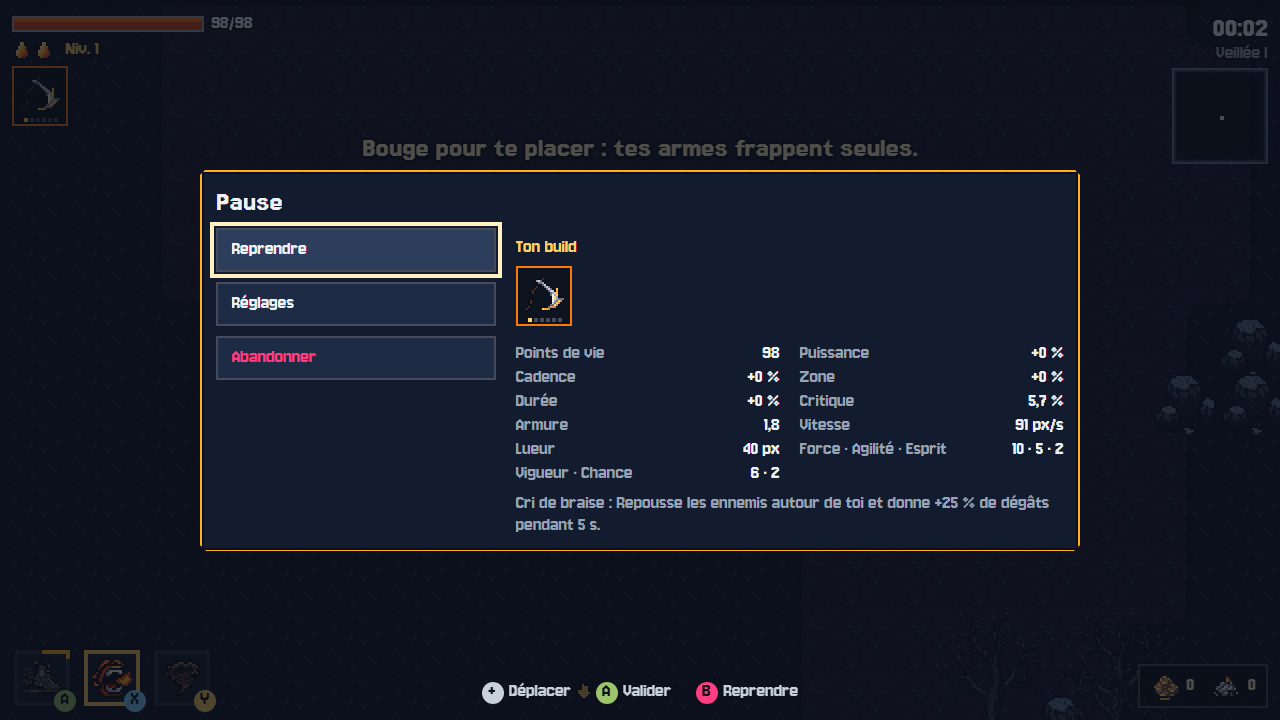 98/98
Niv. 1
00:02
Veillée I
Bouge pour te placer : tes armes frappent seules.
Pause
Reprendre
Réglages
Abandonner
Ton build
Points de vie 98
Puissance +0 %
Cadence +0 %
Zone +0 %
Durée +0 %
Critique 5,7 %
Armure 1,8
Vitesse 91 px/s
Lueur 40 px
Force · Agilité · Esprit 10 · 5 · 2
Vigueur · Chance 6 · 2
Cri de braise : Repousse les ennemis autour de toi et donne +25 % de dégâts
pendant 5 s.
A
X
Y
+ Déplacer A Valider B Reprendre
0 0